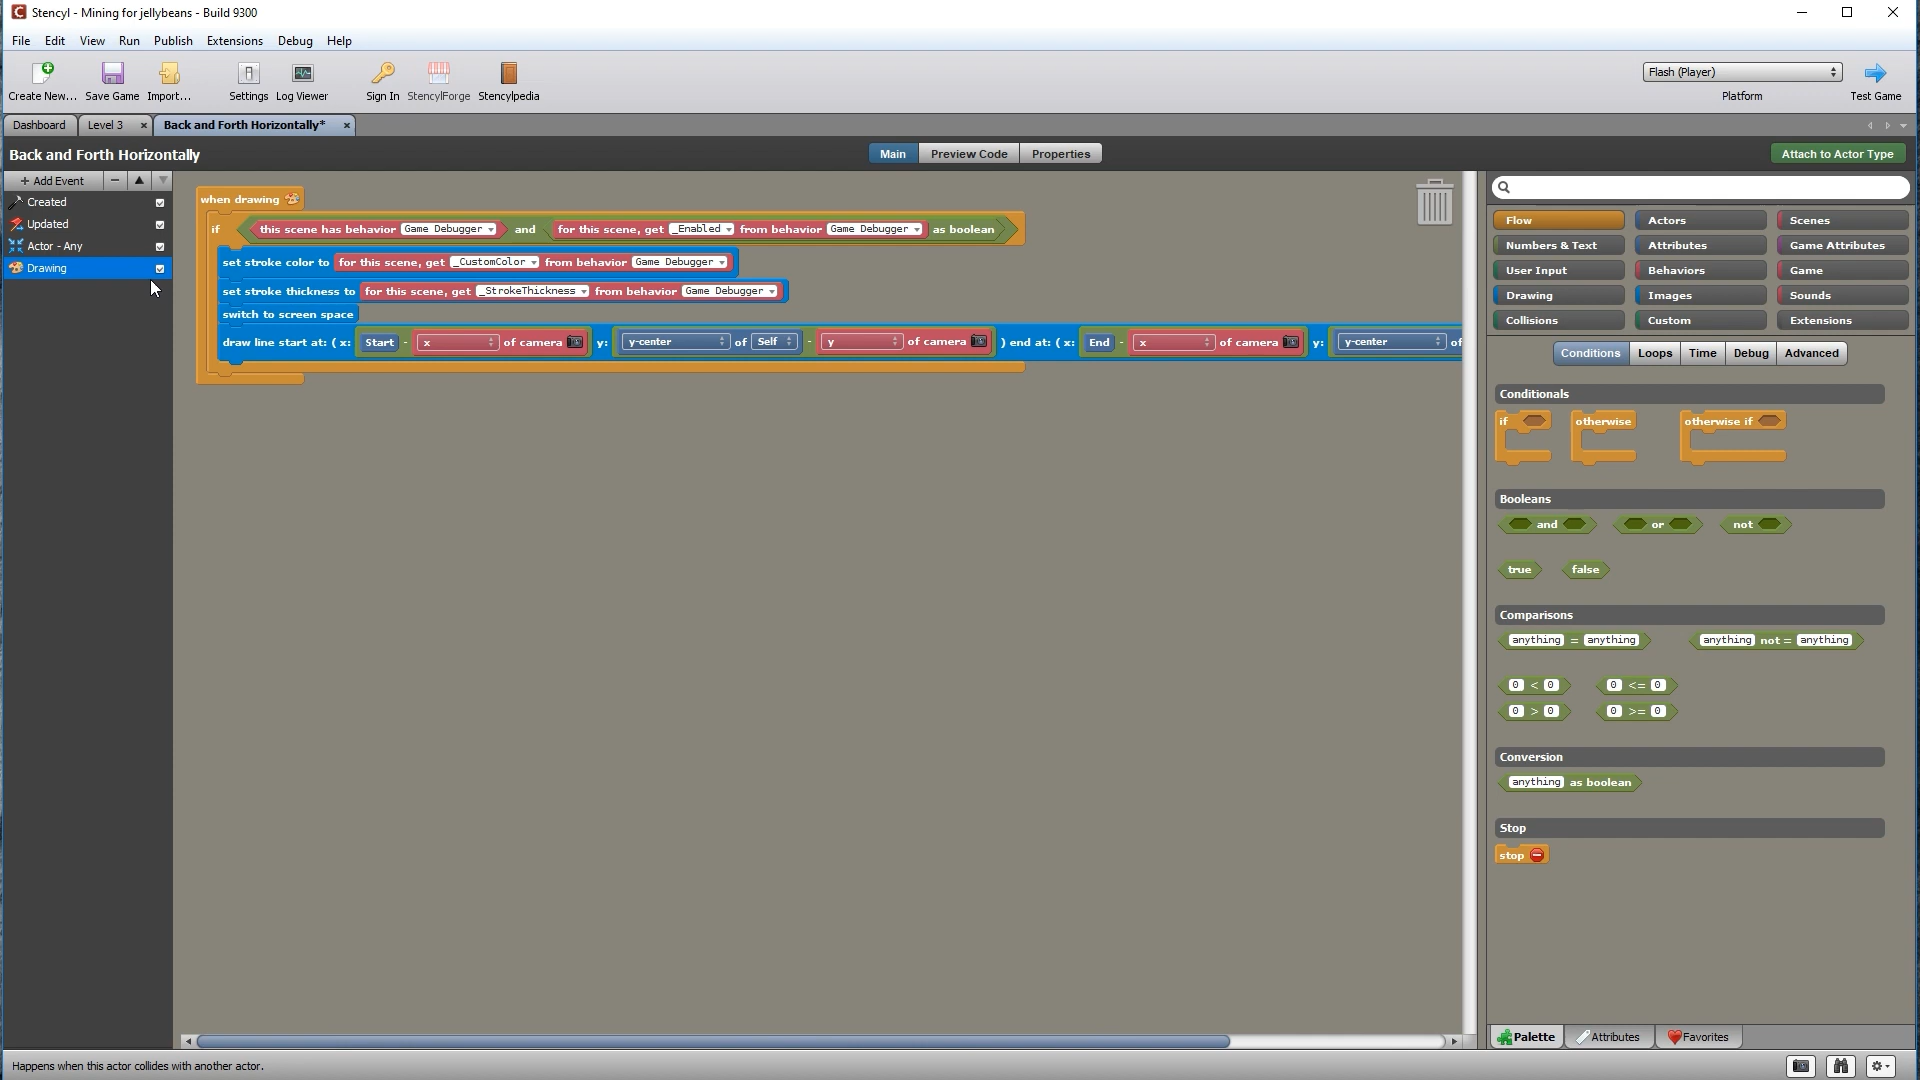 Stencyl - Mining for jellybeans - Build 9300
File Edit View Run Publish Extensions Debug Help
Create New... Save Game Import... Settings Log Viewer Sign In StencylForge Stencylpedia
Flash (Player)
Platform Test Game
Dashboard Level 3 × Back and Forth Horizontally* ×
Back and Forth Horizontally Main Preview Code Properties Attach to Actor Type
+ Add Event
Created
Updated
Actor - Any
Drawing
when drawing
if this scene has behavior Game Debugger and for this scene, get _Enabled from behavior Game Debugger as boolean
set stroke color to for this scene, get _CustomColor from behavior Game Debugger
set stroke thickness to for this scene, get _StrokeThickness from behavior Game Debugger
switch to screen space
draw line start at: ( x: Start - x of camera y: y-center of Self - y of camera ) end at: ( x: End - x of camera y: y-center of
Flow Actors Scenes
Numbers & Text Attributes Game Attributes
User Input Behaviors Game
Drawing Images Sounds
Collisions Custom Extensions
Conditions Loops Time Debug Advanced
Conditionals
if otherwise otherwise if
Booleans
and or not
true false
Comparisons
anything = anything anything not = anything
0 < 0 0 <= 0
0 > 0 0 >= 0
Conversion
anything as boolean
Stop
stop
Palette Attributes Favorites
Happens when this actor collides with another actor.